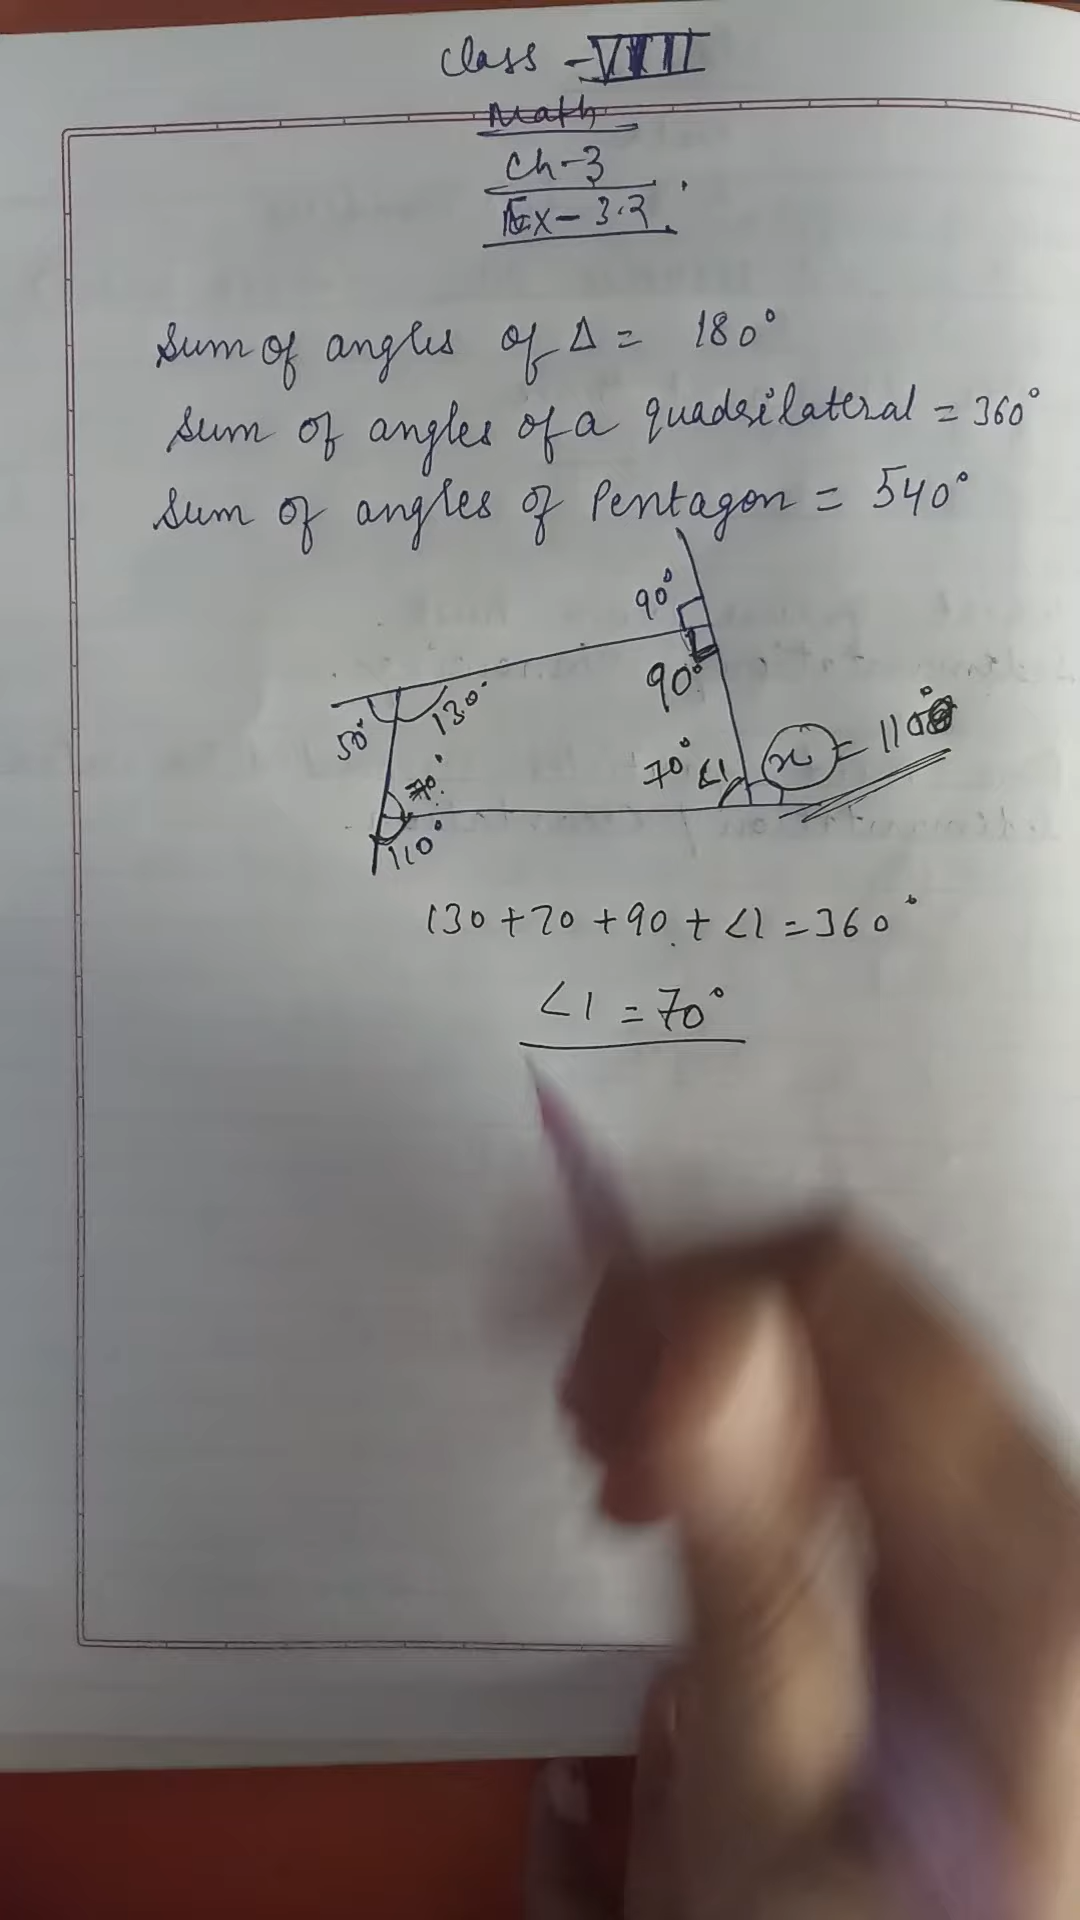 Class - VIII
Math
Ch-3
Ex - 3.2
Sum of angles of Δ = 180°
Sum of angles of a quadrilateral = 360°
Sum of angles of Pentagon = 540°
90°
90°
50° 130°
70° 70° ∠1 x = 110°
110°
130 + 70 + 90 + ∠1 = 360°
∠1 = 70°